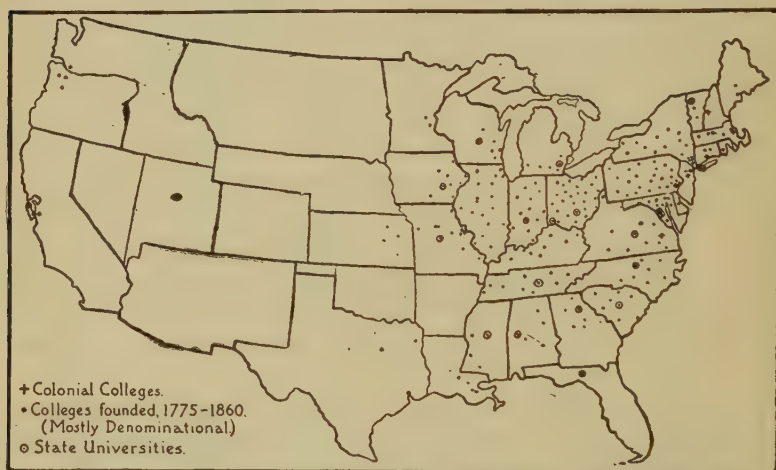 + Colonial Colleges.
• Colleges founded, 1775-1860.
(Mostly Denominational.)
⊙ State Universities.